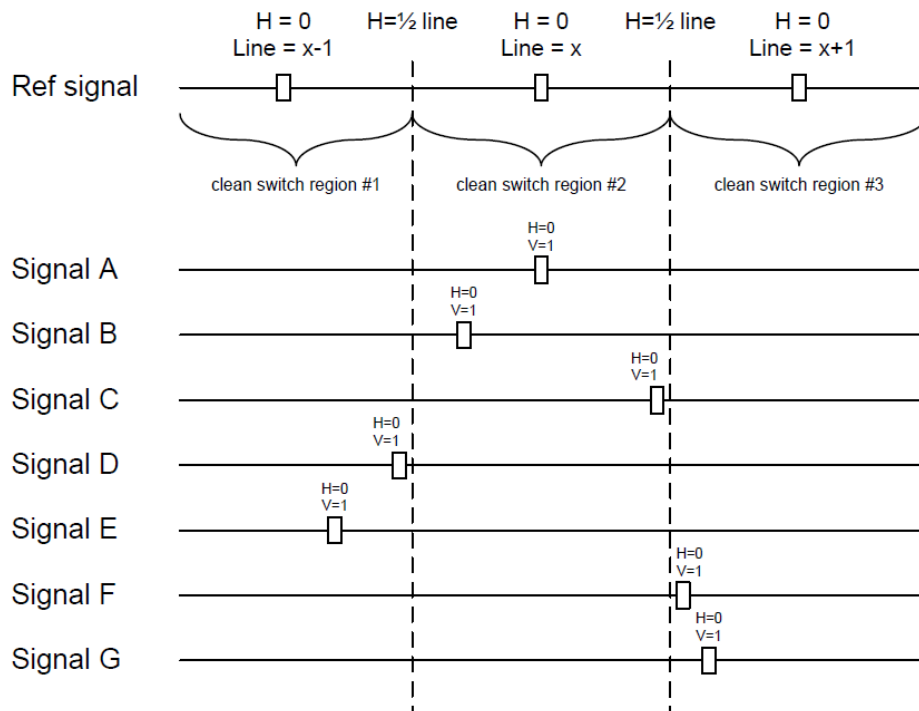 H = 0 H=½ line H = 0 H=½ line H = 0
Line = x-1 Line = x Line = x+1
Ref signal
clean switch region #1 clean switch region #2 clean switch region #3
H=0
V=1
Signal A
H=0
V=1
Signal B
H=0
V=1
Signal C
H=0
V=1
Signal D
H=0
V=1
Signal E
H=0
V=1
Signal F
H=0
V=1
Signal G